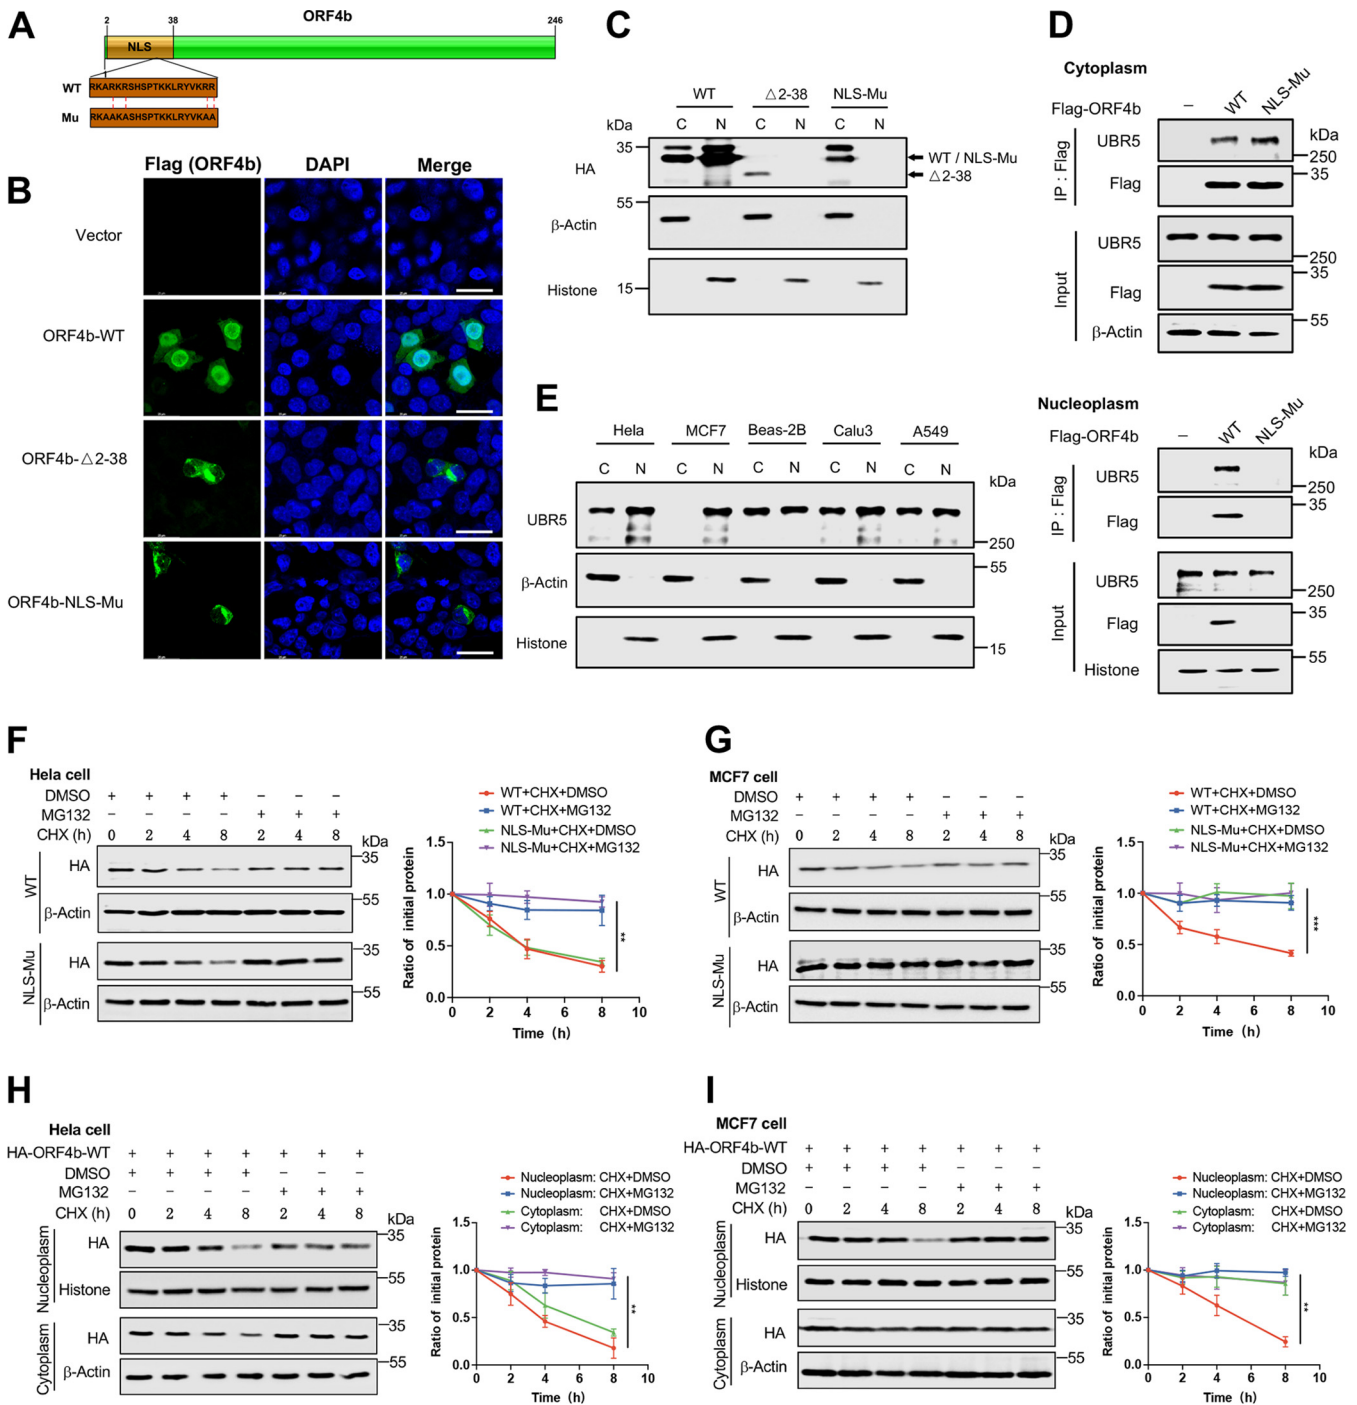 A
ORF4b
2 38 246
NLS
WT RKARKRSHSPTKKLRYVKRR
Mu RKAAKASHSPTKKLRYVKAA
B
Flag (ORF4b) DAPI Merge
Vector
ORF4b-WT
ORF4b-△2-38
ORF4b-NLS-Mu
C
WT △2-38 NLS-Mu
kDa C N C N C N
35
HA
WT / NLS-Mu
△2-38
55
β-Actin
Histone 15
D
Cytoplasm
Flag-ORF4b – WT NLS-Mu
kDa
IP : Flag
UBR5 250
Flag 35
Input
UBR5 250
Flag 35
β-Actin 55
Nucleoplasm
Flag-ORF4b – WT NLS-Mu
kDa
IP : Flag
UBR5 250
Flag 35
Input
UBR5 250
Flag 35
Histone 55
E
Hela MCF7 Beas-2B Calu3 A549
C N C N C N C N C N
kDa
UBR5 250
β-Actin 55
Histone 15
F
Hela cell
DMSO + + + + – – –
MG132 – – – – + + +
CHX (h) 0 2 4 8 2 4 8
kDa
WT
HA 35
β-Actin 55
NLS-Mu
HA 35
β-Actin 55
WT+CHX+DMSO
WT+CHX+MG132
NLS-Mu+CHX+DMSO
NLS-Mu+CHX+MG132
Ratio of initial protein
1.5
1.0
0.5
0.0
**
0 2 4 6 8 10
Time (h)
G
MCF7 cell
DMSO + + + + – – –
MG132 – – – – + + +
CHX (h) 0 2 4 8 2 4 8
kDa
WT
HA 35
β-Actin 55
NLS-Mu
HA 35
β-Actin 55
WT+CHX+DMSO
WT+CHX+MG132
NLS-Mu+CHX+DMSO
NLS-Mu+CHX+MG132
Ratio of initial protein
1.5
1.0
0.5
0.0
***
0 2 4 6 8 10
Time (h)
H
Hela cell
HA-ORF4b-WT + + + + + + +
DMSO + + + + – – –
MG132 – – – – + + +
CHX (h) 0 2 4 8 2 4 8
kDa
Nucleoplasm
HA 35
Histone 55
Cytoplasm
HA 35
β-Actin 55
Nucleoplasm: CHX+DMSO
Nucleoplasm: CHX+MG132
Cytoplasm: CHX+DMSO
Cytoplasm: CHX+MG132
Ratio of initial protein
1.5
1.0
0.5
0.0
**
0 2 4 6 8 10
Time (h)
I
MCF7 cell
HA-ORF4b-WT + + + + + + +
DMSO + + + + – – –
MG132 – – – – + + +
CHX (h) 0 2 4 8 2 4 8
kDa
Nucleoplasm
HA 35
Histone 55
Cytoplasm
HA 35
β-Actin 55
Nucleoplasm: CHX+DMSO
Nucleoplasm: CHX+MG132
Cytoplasm: CHX+DMSO
Cytoplasm: CHX+MG132
Ratio of initial protein
1.5
1.0
0.5
0.0
**
0 2 4 6 8 10
Time (h)